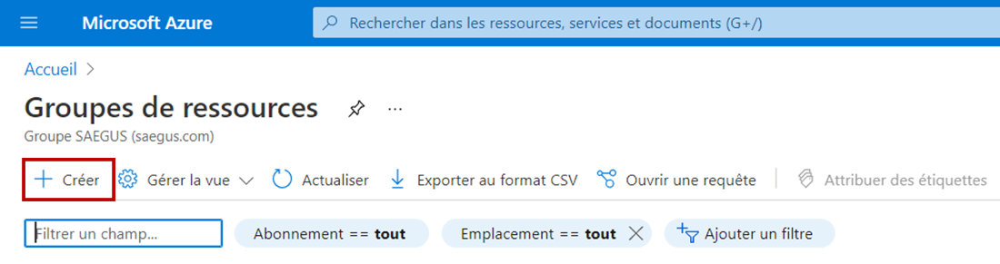 Microsoft Azure
Rechercher dans les ressources, services et documents (G+/)
Accueil >
Groupes de ressources
Groupe SAEGUS (saegus.com)
Créer Gérer la vue Actualiser Exporter au format CSV Ouvrir une requête Attribuer des étiquettes
Filtrer un champ... Abonnement == tout Emplacement == tout Ajouter un filtre